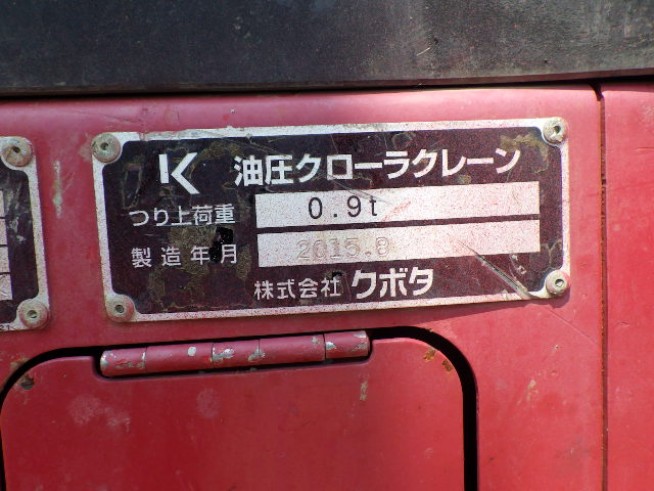 K 油圧クローラクレーン
つり上荷重 0.9t
製造年月 2015.8
株式会社 クボタ